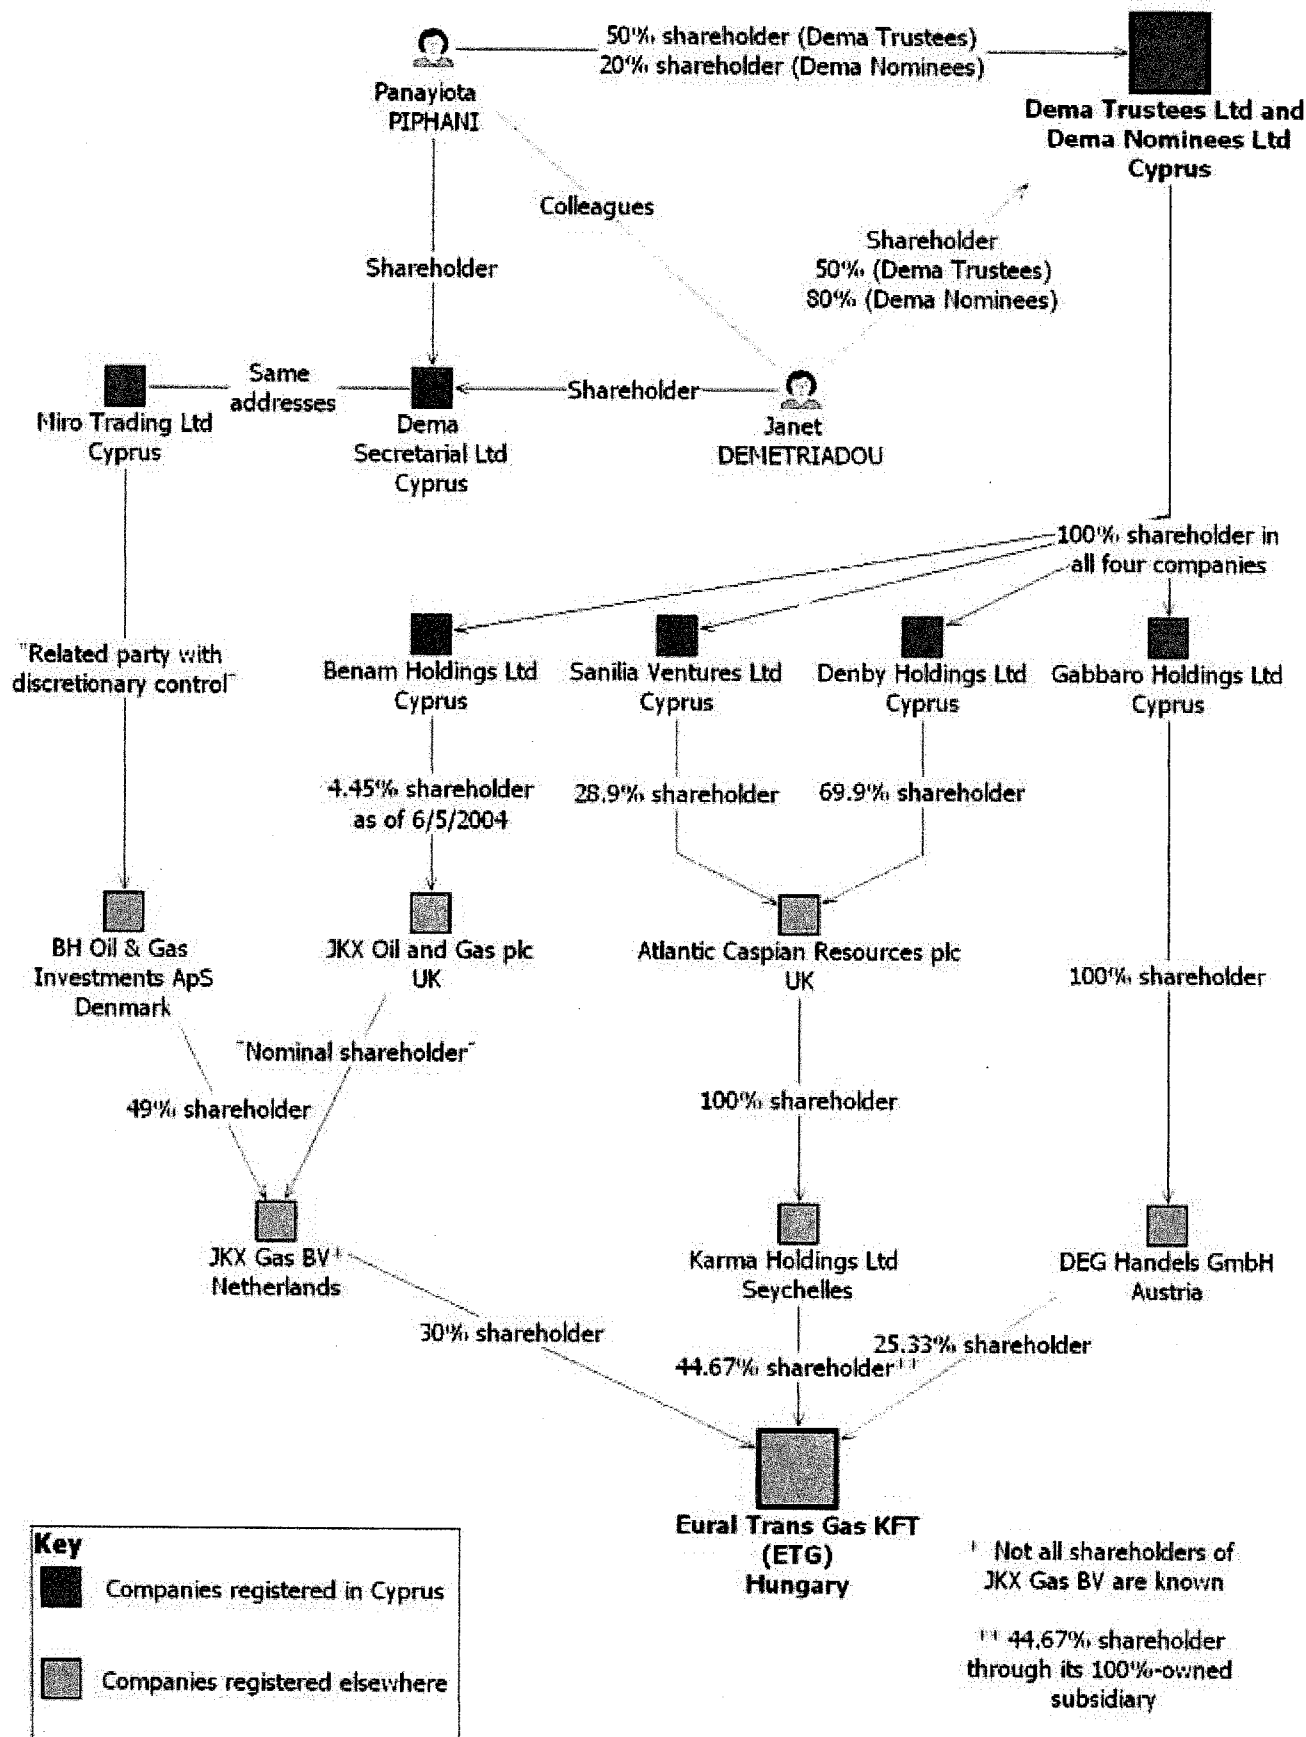 50% shareholder (Dema Trustees)
20% shareholder (Dema Nominees)
Panayiota
PIPHANI
Dema Trustees Ltd and
Dema Nominees Ltd
Cyprus
Colleagues
Shareholder
50% (Dema Trustees)
80% (Dema Nominees)
Shareholder
Same
addresses
Shareholder
Miro Trading Ltd
Cyprus
Dema
Secretarial Ltd
Cyprus
Janet
DEMETRIADOU
100% shareholder in
all four companies
"Related party with
discretionary control"
Benam Holdings Ltd
Cyprus
Sanilia Ventures Ltd
Cyprus
Denby Holdings Ltd
Cyprus
Gabbaro Holdings Ltd
Cyprus
4.45% shareholder
as of 6/5/2004
28.9% shareholder
69.9% shareholder
BH Oil & Gas
Investments ApS
Denmark
JKX Oil and Gas plc
UK
Atlantic Caspian Resources plc
UK
100% shareholder
"Nominal shareholder"
49% shareholder
100% shareholder
JKX Gas BV+
Netherlands
Karma Holdings Ltd
Seychelles
DEG Handels GmbH
Austria
30% shareholder
25.33% shareholder
44.67% shareholder++
Eural Trans Gas KFT
(ETG)
Hungary
Key
Companies registered in Cyprus
Companies registered elsewhere
+ Not all shareholders of
JKX Gas BV are known
++ 44.67% shareholder
through its 100%-owned
subsidiary